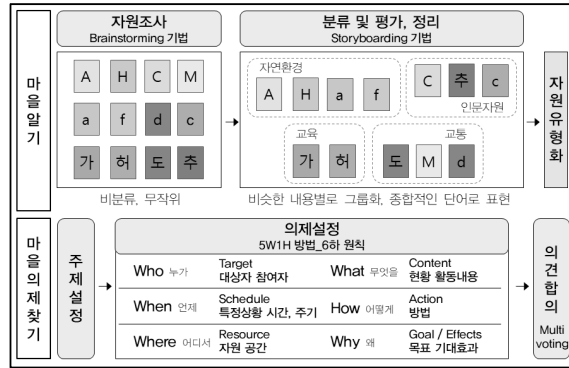 마을알기
자원조사
Brainstorming 기법
A H C M
a f d c
가 허 도 추
비분류, 무작위
분류 및 평가, 정리
Storyboarding 기법
자연환경
A H a f
C 추 c
인문자원
교육
가 허
교통
도 M d
비슷한 내용별로 그룹화, 종합적인 단어로 표현
자원유형화
마을의제찾기
주제설정
의제설정
5W1H 방법_6하 원칙
Who 누가 Target 대상자 참여자
What 무엇을 Content 현황 활동내용
When 언제 Schedule 특정상황 시간, 주기
How 어떻게 Action 방법
Where 어디서 Resource 자원 공간
Why 왜 Goal / Effects 목표 기대효과
의견합의
Multi
voting